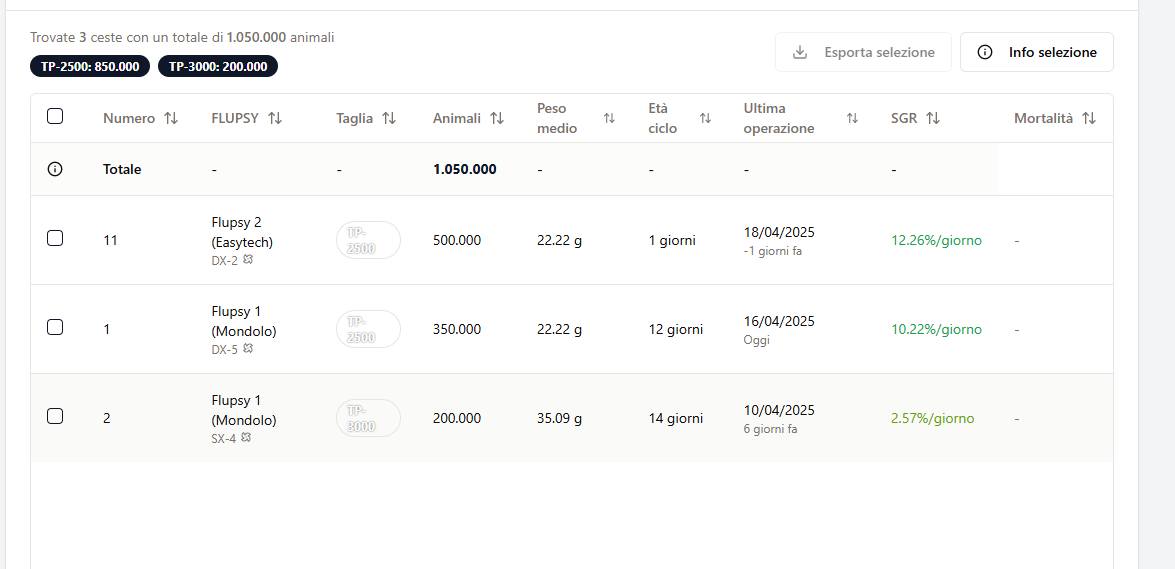 Trovate 3 ceste con un totale di 1.050.000 animali
TP-2500: 850.000 TP-3000: 200.000
Esporta selezione Info selezione
Numero FLUPSY Taglia Animali Peso medio Età ciclo Ultima operazione SGR Mortalità
Totale - - 1.050.000 - - - -
11
Flupsy 2
(Easytech)
DX-2
TP-
2500
500.000
22.22 g
1 giorni
18/04/2025
-1 giorni fa
12.26%/giorno
-
1
Flupsy 1
(Mondolo)
DX-5
TP-
2500
350.000
22.22 g
12 giorni
16/04/2025
Oggi
10.22%/giorno
-
2
Flupsy 1
(Mondolo)
SX-4
TP-
3000
200.000
35.09 g
14 giorni
10/04/2025
6 giorni fa
2.57%/giorno
-